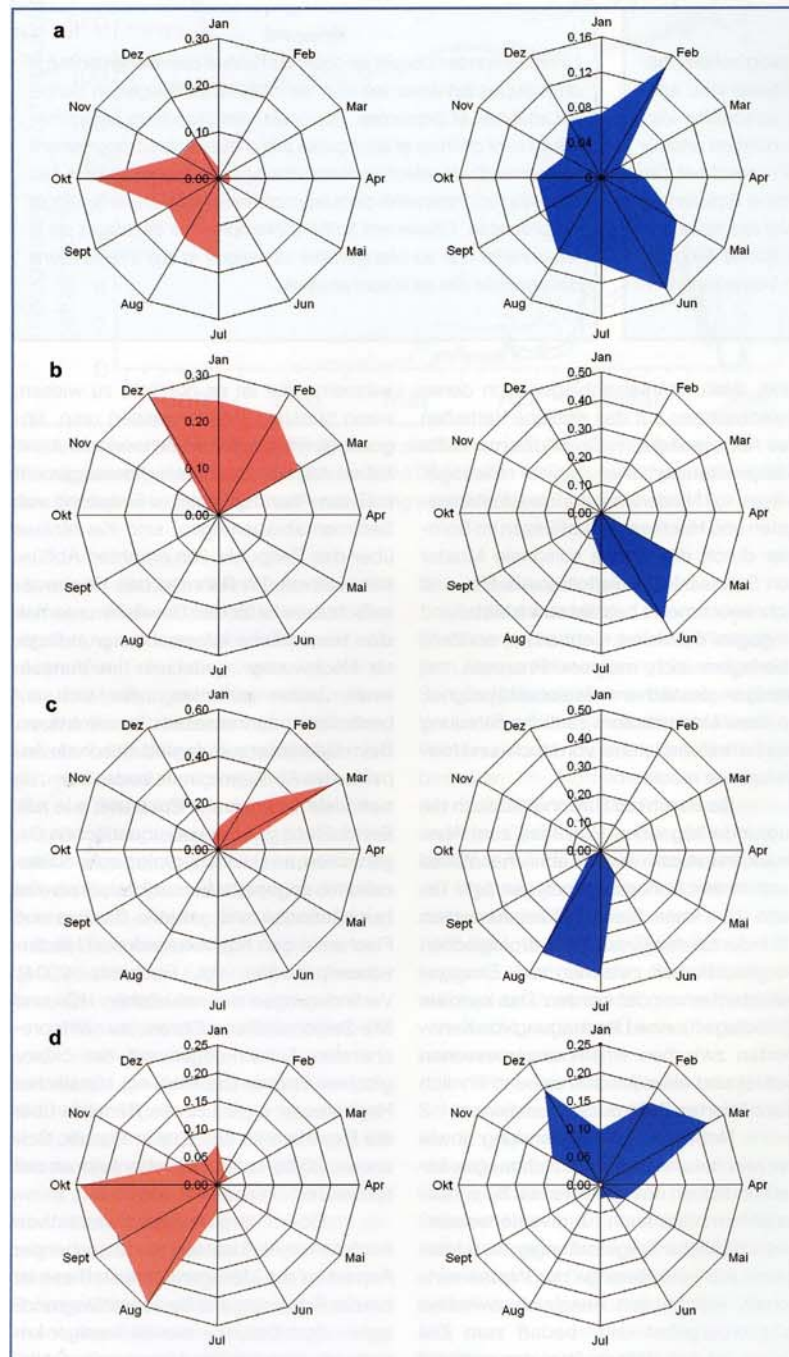 a
Jan
0.30
Dez
Feb
0.20
Nov
Mar
0.10
Okt
0.00
Apr
Sept
Mai
Aug
Jun
Jul
Jan
0.16
Dez
Feb
0.12
Nov
0.08
Mar
0.04
Okt
0
Apr
Sept
Mai
Aug
Jun
Jul
b
Jan
0.30
Dez
Feb
0.20
Nov
Mar
0.10
Okt
0.00
Apr
Sept
Mai
Aug
Jun
Jul
Jan
0.50
Dez
0.40
Feb
0.30
Nov
0.20
Mar
0.10
Okt
0.00
Apr
Sept
Mai
Aug
Jun
Jul
c
Jan
0.60
Dez
Feb
0.40
Nov
Mar
0.20
Okt
0.00
Apr
Sept
Mai
Aug
Jun
Jul
Jan
0.50
Dez
0.40
Feb
0.30
Nov
0.20
Mar
0.10
Okt
0.00
Apr
Sept
Mai
Aug
Jun
Jul
d
Jan
0.25
Dez
0.20
Feb
0.15
Nov
0.10
Mar
0.05
Okt
0.00
Apr
Sept
Mai
Aug
Jun
Jul
Jan
0.25
Dez
0.20
Feb
0.15
Nov
0.10
Mar
0.05
Okt
0.00
Apr
Sept
Mai
Aug
Jun
Jul